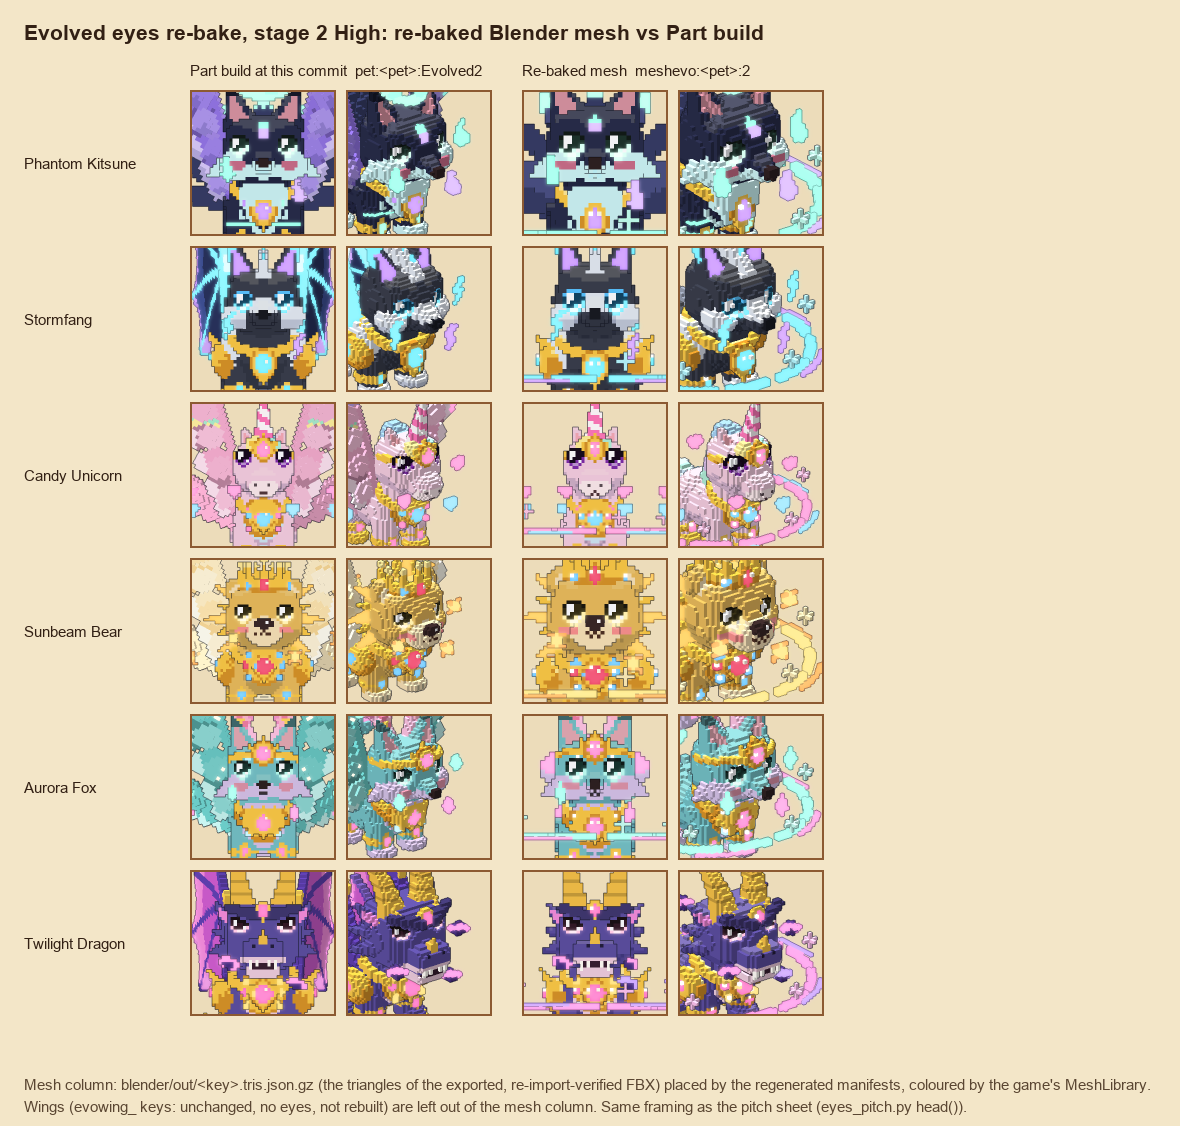 Evolved eyes re-bake, stage 2 High: re-baked Blender mesh vs Part build
Part build at this commit  pet:<pet>:Evolved2
Re-baked mesh  meshevo:<pet>:2
Phantom Kitsune
Stormfang
Candy Unicorn
Sunbeam Bear
Aurora Fox
Twilight Dragon
Mesh column: blender/out/<key>.tris.json.gz (the triangles of the exported, re-import-verified FBX) placed by the regenerated manifests, coloured by the game's MeshLibrary.
Wings (evowing_ keys: unchanged, no eyes, not rebuilt) are left out of the mesh column. Same framing as the pitch sheet (eyes_pitch.py head()).